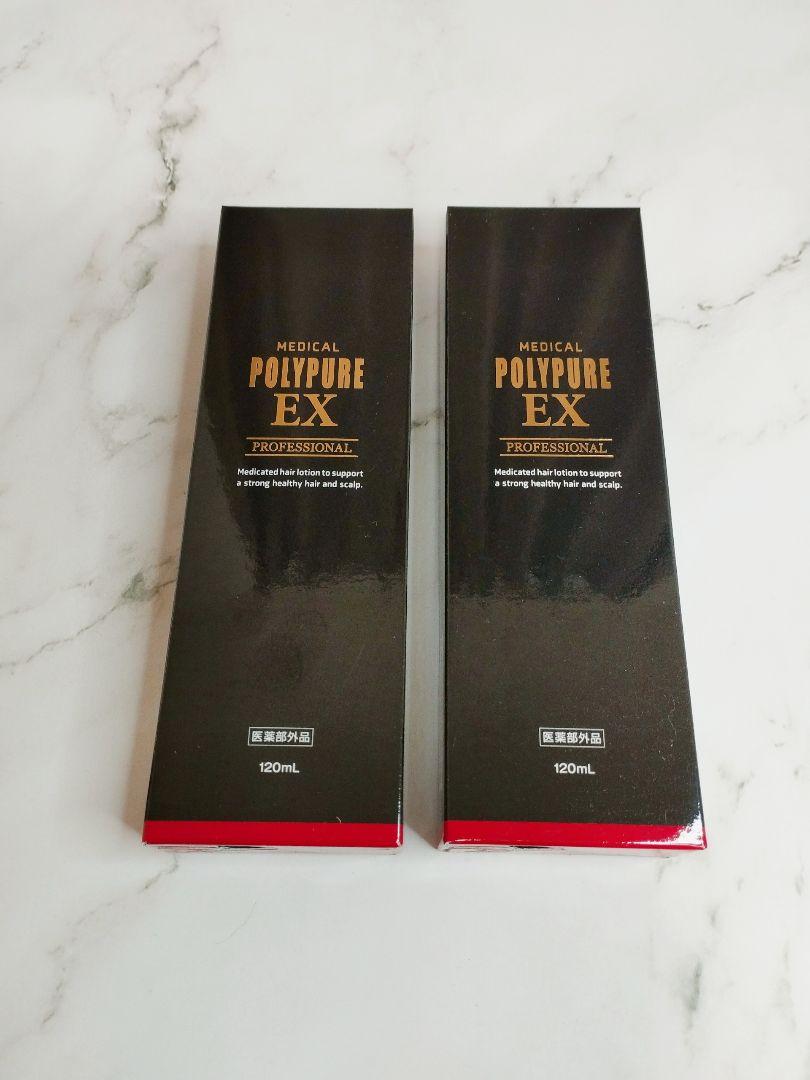 MEDICAL
POLYPURE
EX
PROFESSIONAL
Medicated hair lotion to support
a strong healthy hair and scalp.
医薬部外品
120mL
MEDICAL
POLYPURE
EX
PROFESSIONAL
Medicated hair lotion to support
a strong healthy hair and scalp.
医薬部外品
120mL